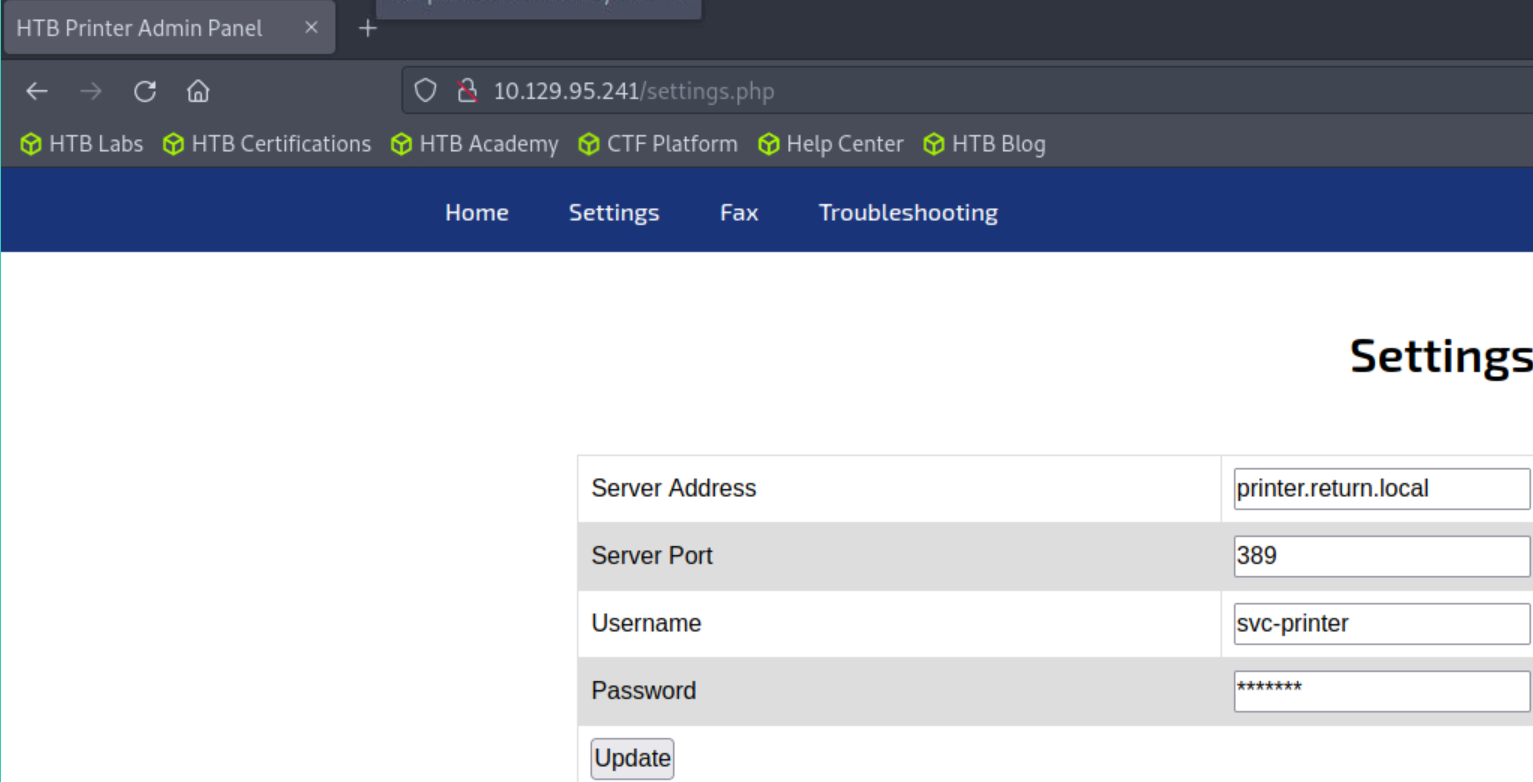 HTB Printer Admin Panel
10.129.95.241/settings.php
HTB Labs HTB Certifications HTB Academy CTF Platform Help Center HTB Blog
Home Settings Fax Troubleshooting
Settings
Server Address printer.return.local
Server Port 389
Username svc-printer
Password *******
Update